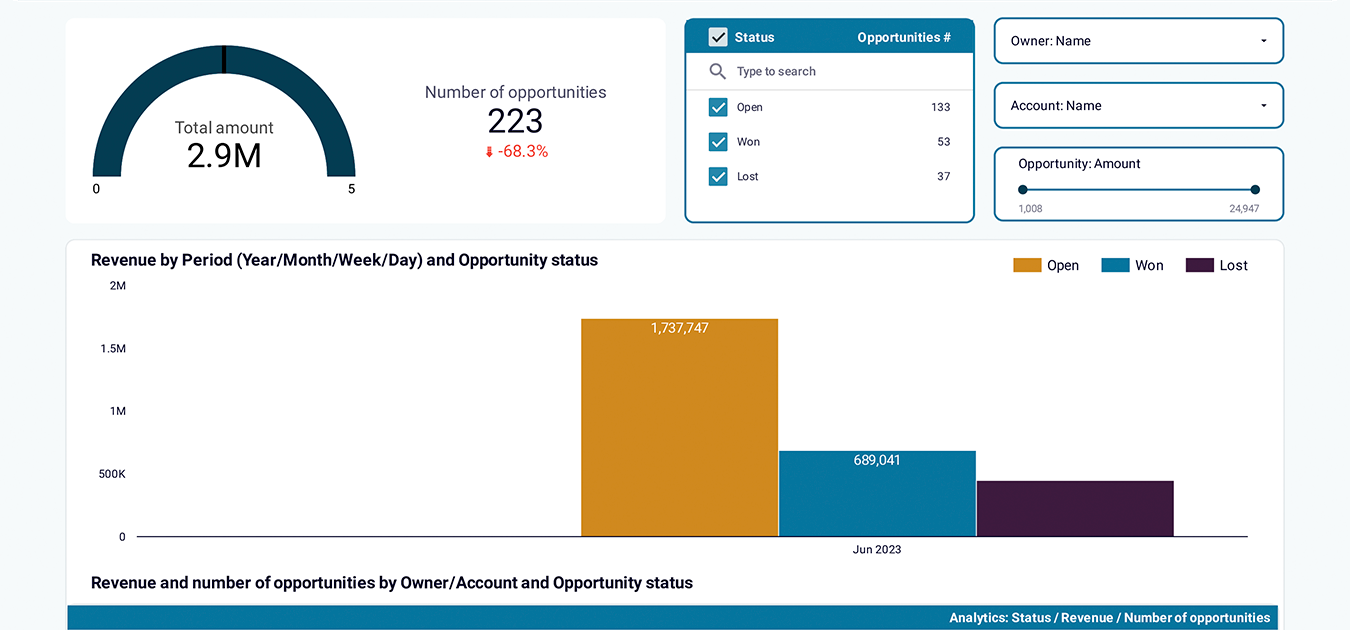 Total amount
2.9M
0
5
Number of opportunities
223
-68.3%
Status Opportunities #
Type to search
Open 133
Won 53
Lost 37
Owner: Name
Account: Name
Opportunity: Amount
1,008 24,947
Revenue by Period (Year/Month/Week/Day) and Opportunity status
Open Won Lost
2M
1.5M
1M
500K
0
1,737,747
689,041
Jun 2023
Revenue and number of opportunities by Owner/Account and Opportunity status
Analytics: Status / Revenue / Number of opportunities